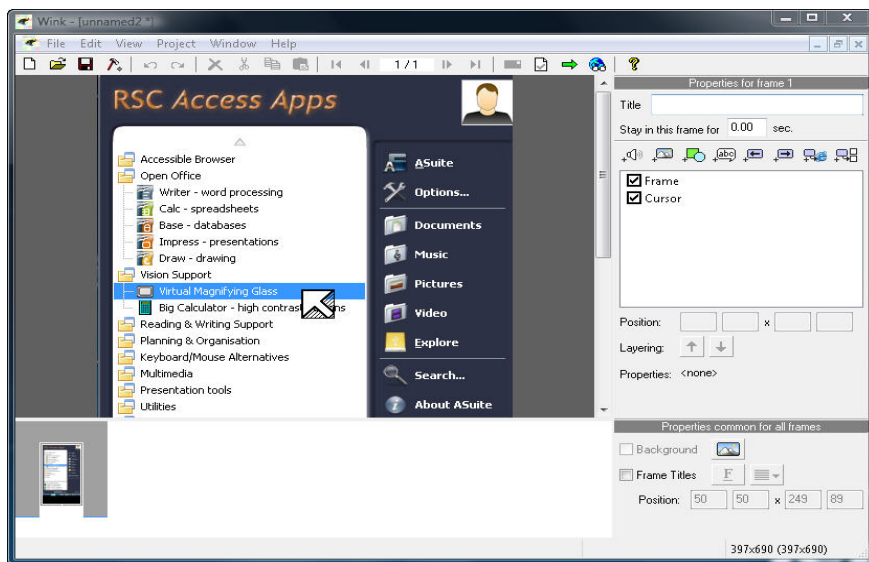 Wink - [unnamed2 *]
File Edit View Project Window Help
1/1
RSC Access Apps
Accessible Browser
Open Office
Writer - word processing
Calc - spreadsheets
Base - databases
Impress - presentations
Draw - drawing
Vision Support
Virtual Magnifying Glass
Big Calculator - high contrast
Reading & Writing Support
Planning & Organisation
Keyboard/Mouse Alternatives
Multimedia
Presentation tools
Utilities
ASuite
Options...
Documents
Music
Pictures
Video
Explore
Search...
About ASuite
Properties for frame 1
Title
Stay in this frame for 0.00 sec.
abc
Frame
Cursor
Position: x
Layering:
Properties: <none>
Properties common for all frames
Background
Frame Titles F
Position: 50 50 x 249 89
397x690 (397x690)